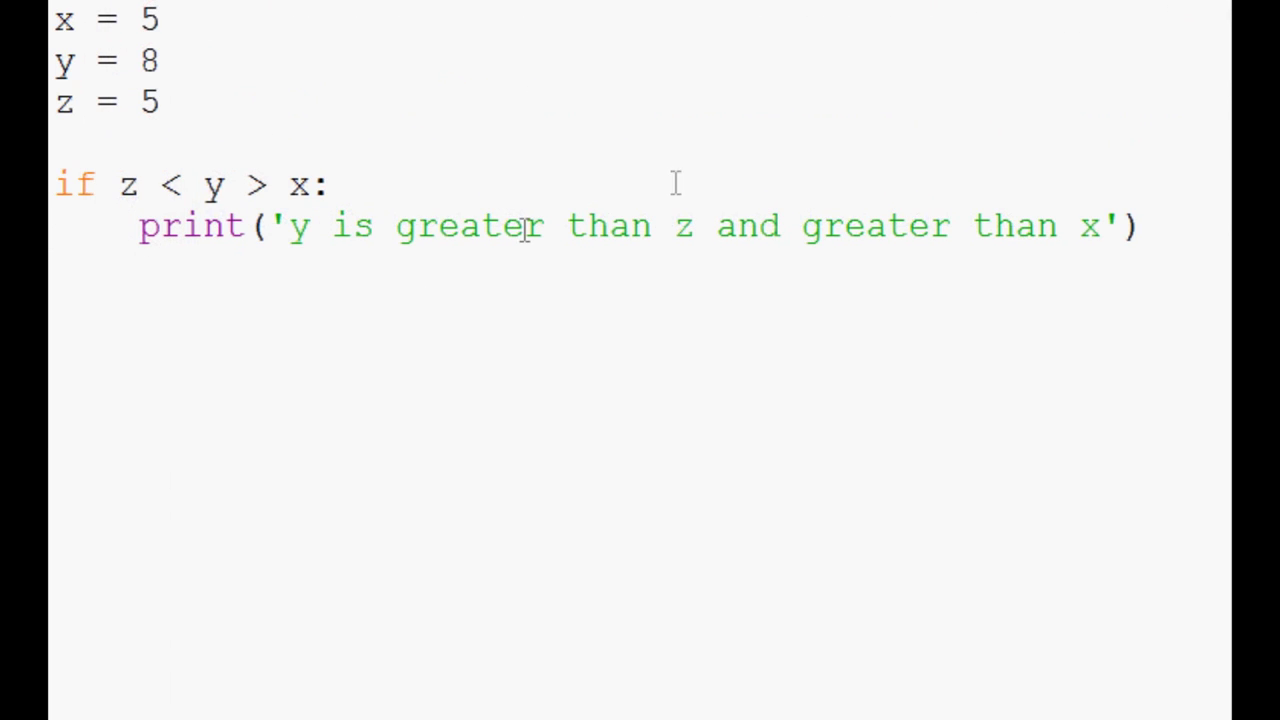 x = 5
y = 8
z = 5
if z < y > x:
    print('y is greater than z and greater than x')